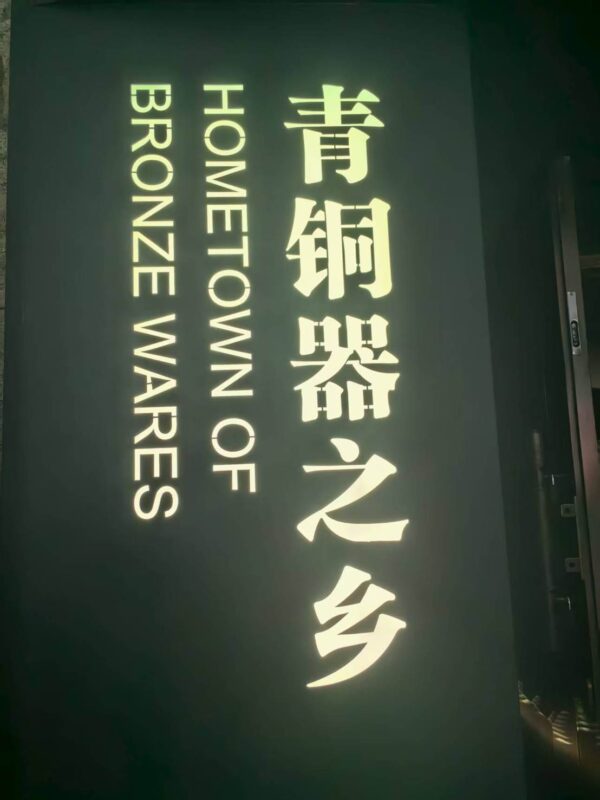 青铜器之乡
HOMETOWN OF
BRONZE WARES